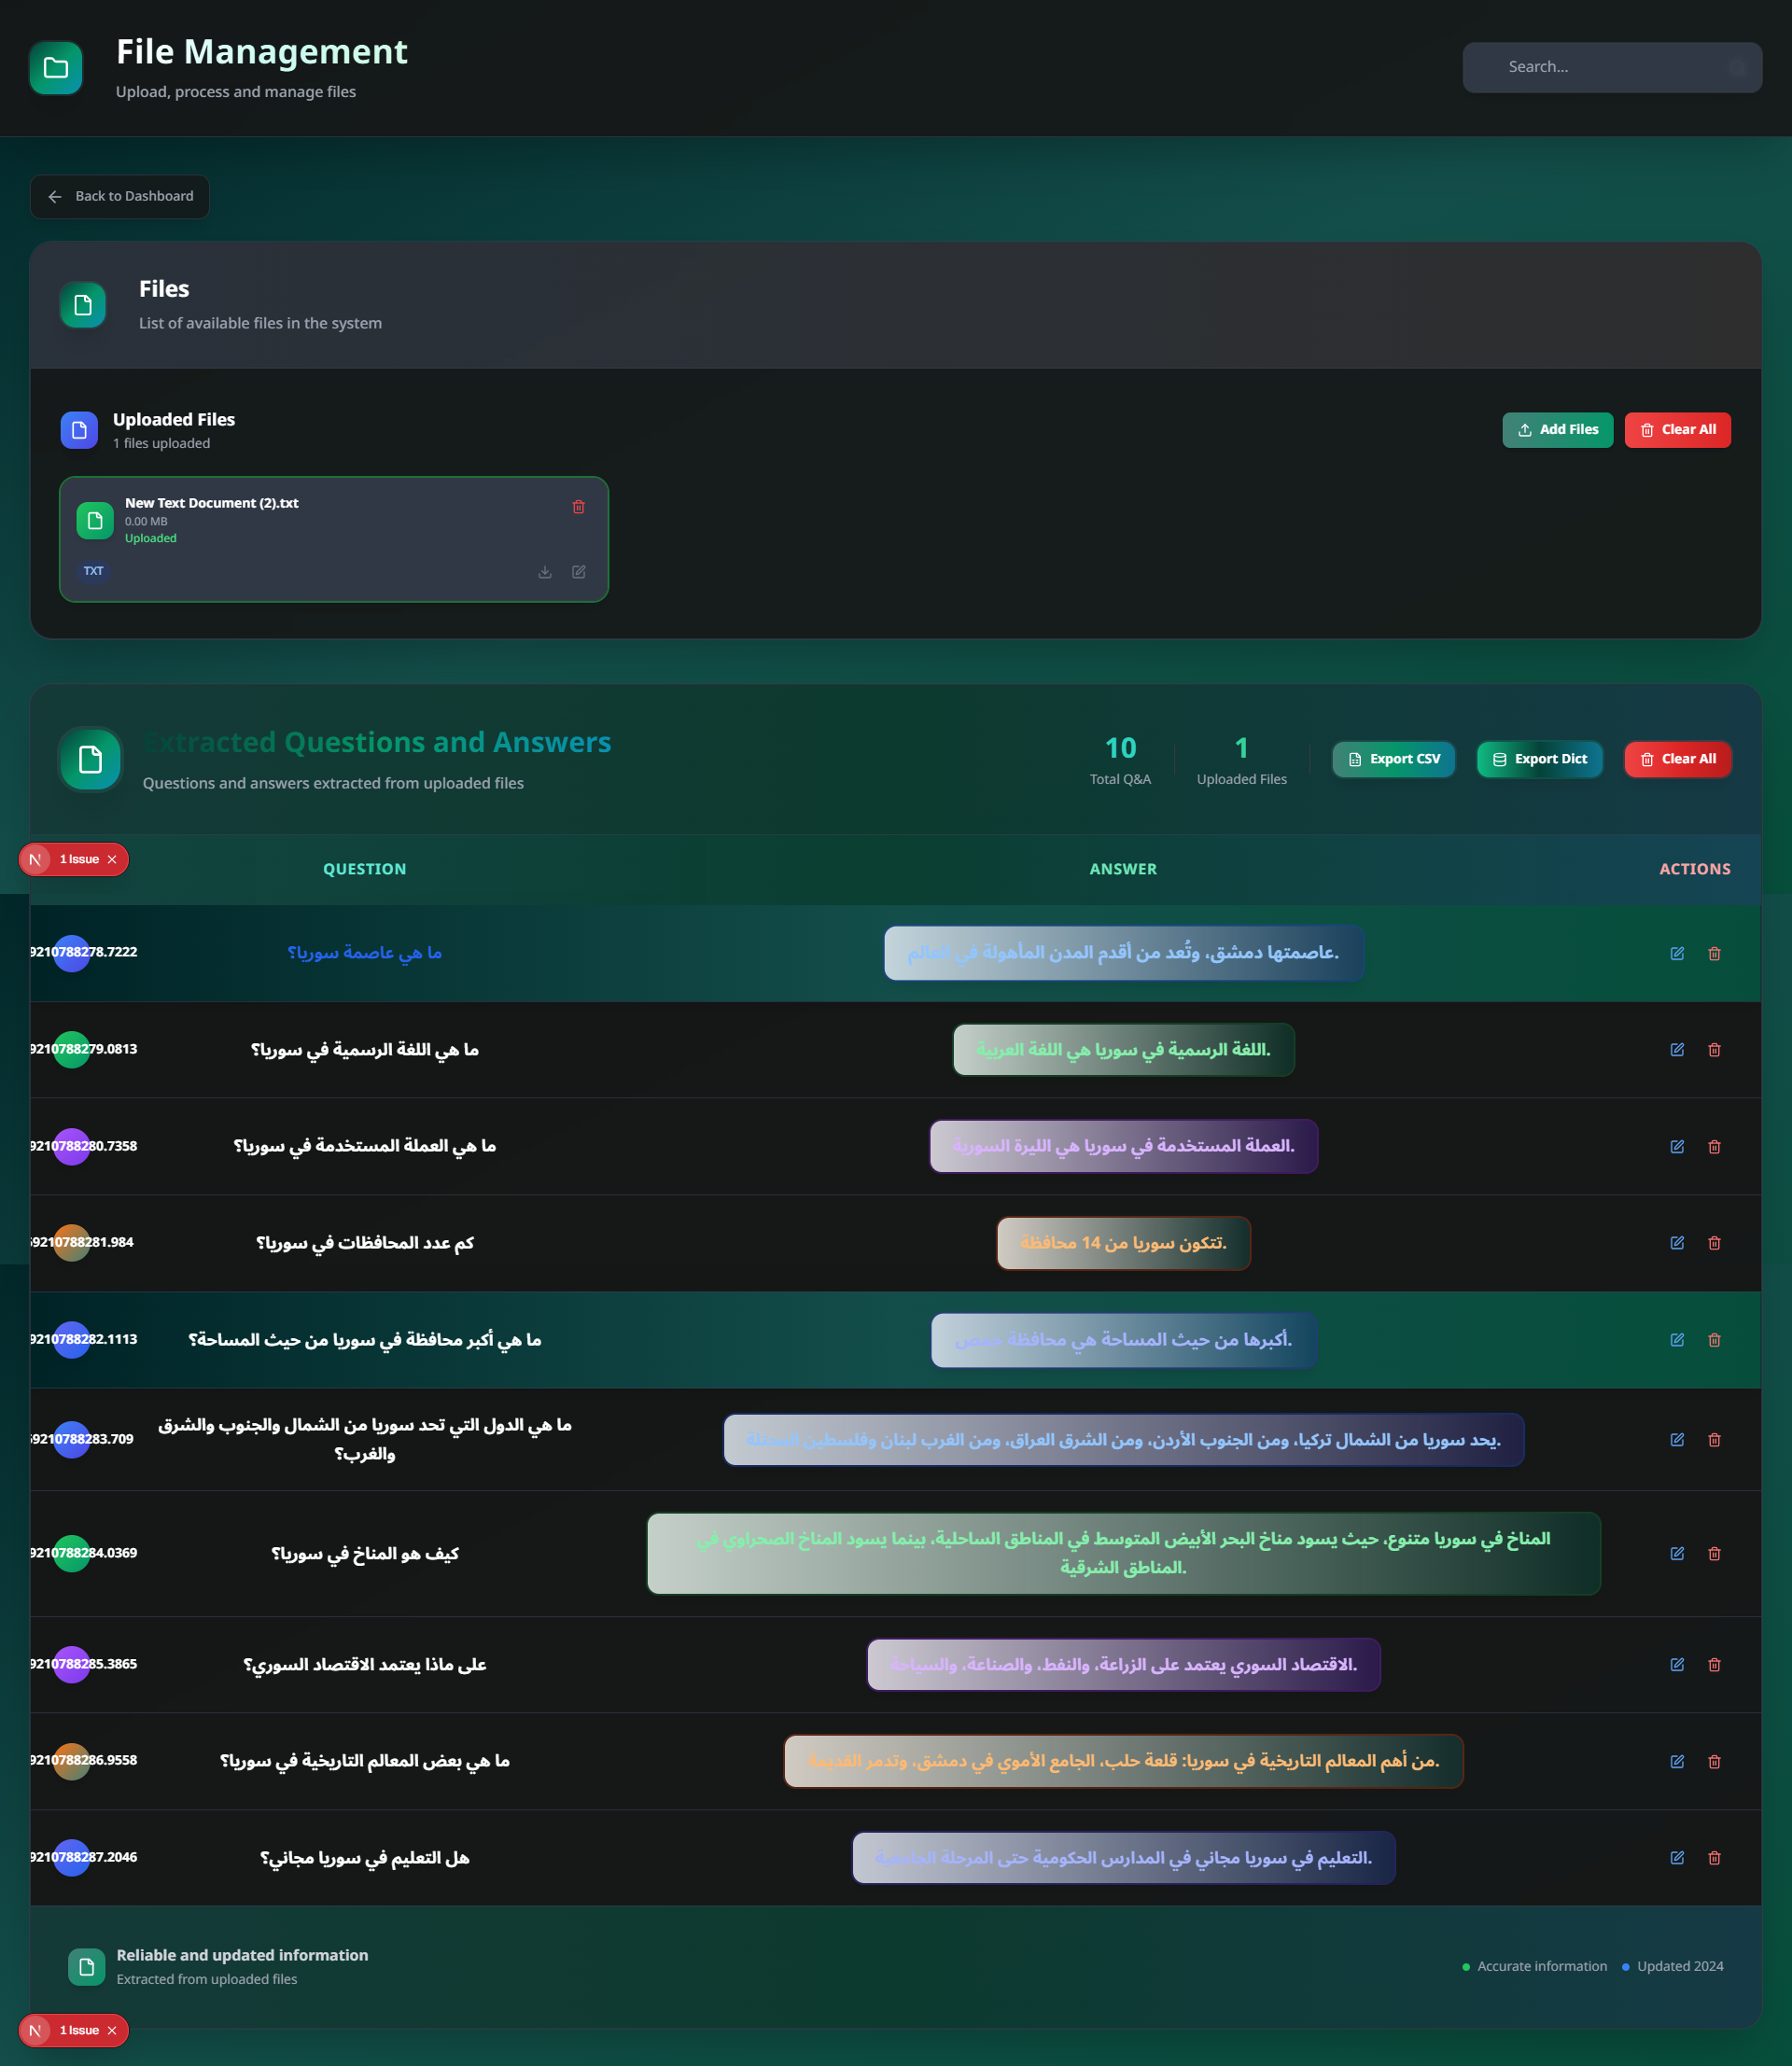 File Management
Upload, process and manage files
Search...
Back to Dashboard
Files
List of available files in the system
Uploaded Files
1 files uploaded
Add Files
Clear All
New Text Document (2).txt
0.00 MB
Uploaded
TXT
Extracted Questions and Answers
Questions and answers extracted from uploaded files
10
Total Q&A
1
Uploaded Files
Export CSV
Export Dict
Clear All
1 Issue
QUESTION
ANSWER
ACTIONS
9210788278.7222
ما هي عاصمة سوريا؟
عاصمتها دمشق، وتُعد من أقدم المدن المأهولة في العالم.
9210788279.0813
ما هي اللغة الرسمية في سوريا؟
اللغة الرسمية في سوريا هي اللغة العربية.
9210788280.7358
ما هي العملة المستخدمة في سوريا؟
العملة المستخدمة في سوريا هي الليرة السورية.
9210788281.984
كم عدد المحافظات في سوريا؟
تتكون سوريا من 14 محافظة.
9210788282.1113
ما هي أكبر محافظة في سوريا من حيث المساحة؟
أكبرها من حيث المساحة هي محافظة حمص.
9210788283.709
ما هي الدول التي تحد سوريا من الشمال والجنوب والشرق
والغرب؟
يحد سوريا من الشمال تركيا، ومن الجنوب الأردن، ومن الشرق العراق، ومن الغرب لبنان وفلسطين المحتلة.
9210788284.0369
كيف هو المناخ في سوريا؟
المناخ في سوريا متنوع، حيث يسود مناخ البحر الأبيض المتوسط في المناطق الساحلية، بينما يسود المناخ الصحراوي في
المناطق الشرقية.
9210788285.3865
على ماذا يعتمد الاقتصاد السوري؟
الاقتصاد السوري يعتمد على الزراعة، والنفط، والصناعة، والسياحة.
9210788286.9558
ما هي بعض المعالم التاريخية في سوريا؟
من أهم المعالم التاريخية في سوريا: قلعة حلب، الجامع الأموي في دمشق، وتدمر القديمة.
9210788287.2046
هل التعليم في سوريا مجاني؟
التعليم في سوريا مجاني في المدارس الحكومية حتى المرحلة الجامعية.
Reliable and updated information
Extracted from uploaded files
Accurate information
Updated 2024
1 Issue